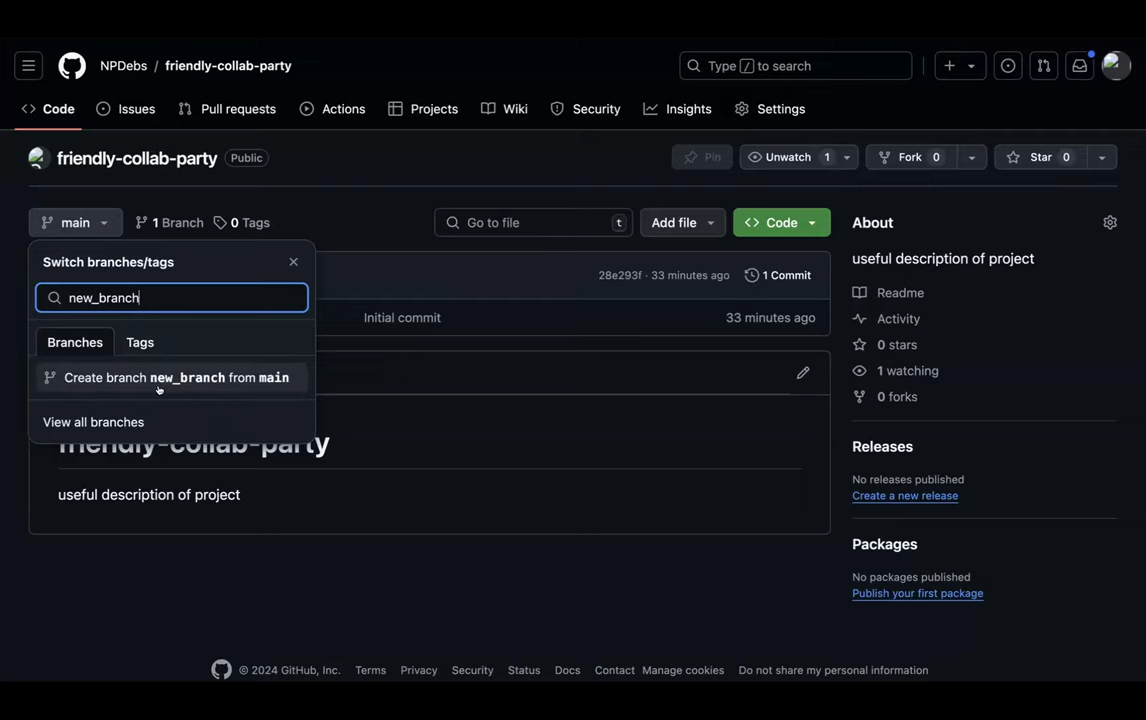 NPDebs / friendly-collab-party
Type / to search
Code Issues Pull requests Actions Projects Wiki Security Insights Settings
friendly-collab-party Public
Pin Unwatch 1 Fork 0 Star 0
main 1 Branch 0 Tags Go to file t Add file Code
About
Switch branches/tags
useful description of project
28e293f · 33 minutes ago 1 Commit
new_branch
Readme
Initial commit 33 minutes ago
Activity
Branches Tags
0 stars
Create branch new_branch from main
1 watching
0 forks
View all branches
friendly-collab-party
Releases
No releases published
useful description of project
Create a new release
Packages
No packages published
Publish your first package
© 2024 GitHub, Inc. Terms Privacy Security Status Docs Contact Manage cookies Do not share my personal information